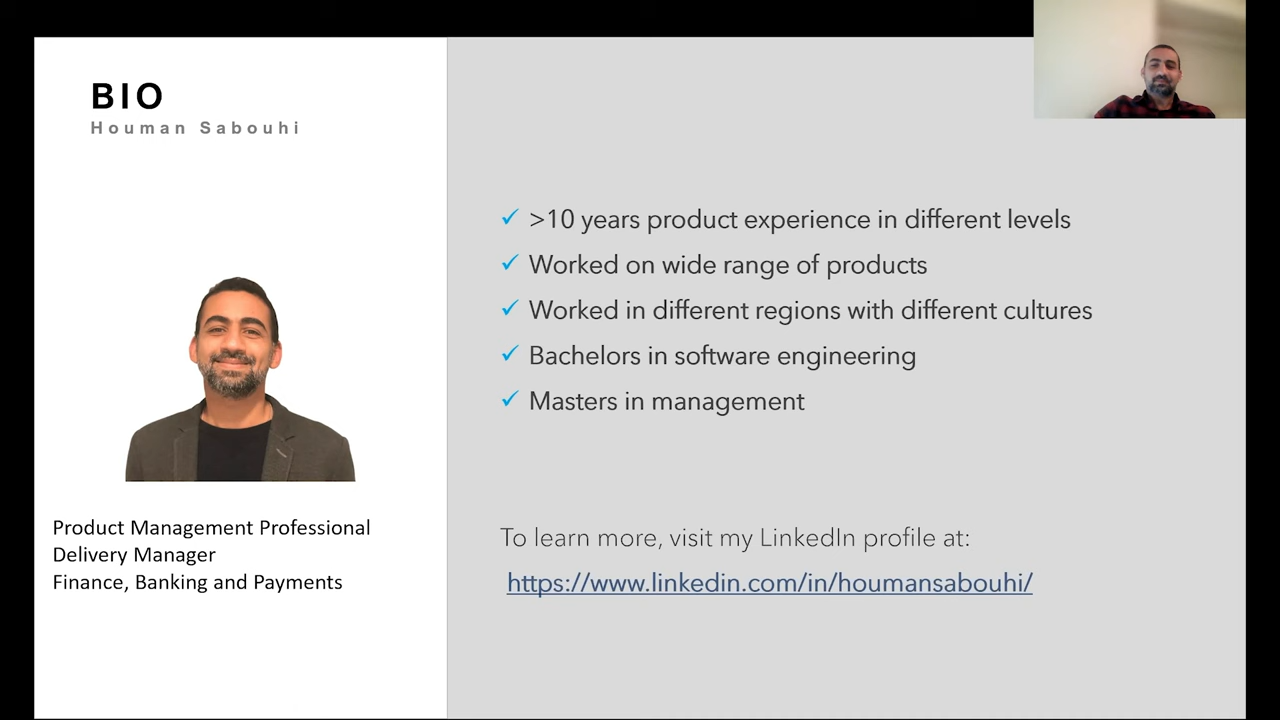 BIO
Houman Sabouhi
Product Management Professional
Delivery Manager
Finance, Banking and Payments
✓ >10 years product experience in different levels
✓ Worked on wide range of products
✓ Worked in different regions with different cultures
✓ Bachelors in software engineering
✓ Masters in management
To learn more, visit my LinkedIn profile at:
https://www.linkedin.com/in/houmansabouhi/